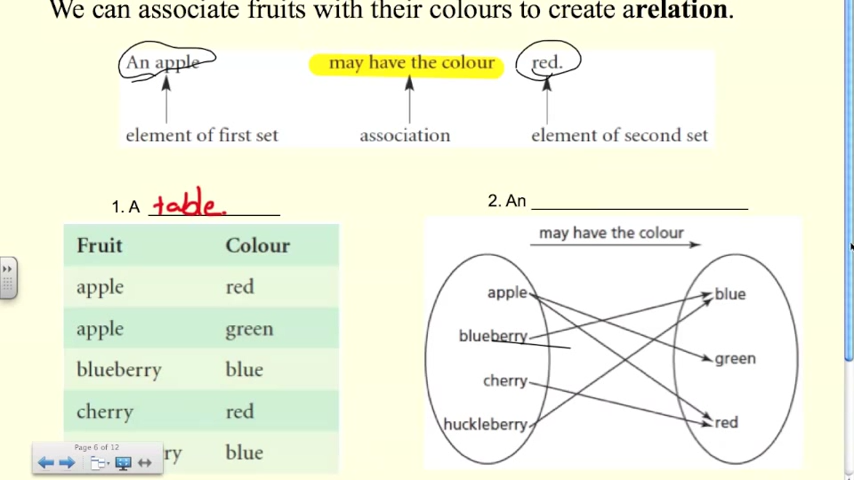 We can associate fruits with their colours to create arelation.
An apple may have the colour red.
element of first set association element of second set
1. A table.
Fruit Colour
apple red
apple green
blueberry blue
cherry red
ry blue
2. An
may have the colour
apple blue
blueberry
green
cherry
huckleberry red
Page 6 of 12